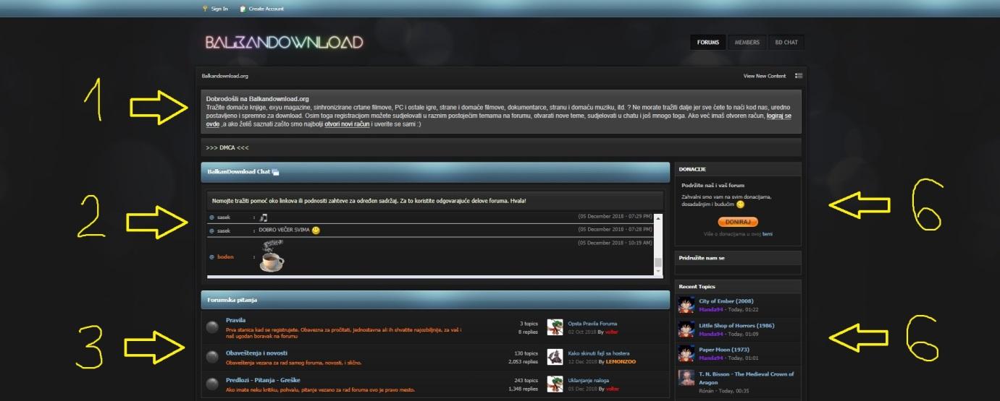 Sign In Create Account
BALKANDOWNLOAD
FORUMS MEMBERS BD CHAT
Balkandownload.org View New Content
1
Dobrodošli na Balkandownload.org
Tražite domaće knjige, exyu magazine, sinhronizirane crtane filmove, PC i ostale igre, strane i domaće filmove, dokumentarce, stranu i domaću muziku, itd. ? Ne morate tražiti dalje jer sve ćete to naći kod nas, uredno
postavljeno i spremno za download. Osim toga registracijom možete sudjelovati u raznim postojećim temama na forumu, otvarati nove teme, sudjelovati u chatu i još mnogo toga. Ako već imaš otvoren račun, logiraj se
ovde ,a ako želiš saznati zašto smo najbolji otvori novi račun i uverite se sami :)
>>> DMCA <<<
2
BalkanDownload Chat
Nemojte tražiti pomoć oko linkova ili podnositi zahteve za određen sadržaj. Za to koristite odgovarajuće delove foruma. Hvala!
@ sasek : (05 December 2018 - 07:29 PM)
@ sasek : DOBRO VEČER SVIMA (05 December 2018 - 07:28 PM)
@ boden : (05 December 2018 - 10:19 AM)
3
Forumska pitanja
Pravila
Prva stanica kad se registrujete. Obavezna za pročitati, jednostavna ali ih shvatite najozbiljnije, za vaš i
naš ugodan boravak na forumu
3 topics
8 replies
Opsta Pravila Foruma
02 Oct 2018 By volter
Obaveštenja i novosti
Obaveštenja vezana za rad samog foruma, novosti, i slično.
130 topics
2,053 replies
Kako skinuti fajl sa hostera
12 Dec 2018 By LEMONZOO
Predlozi - Pitanja - Greške
Ako imate neku kritiku, pohvalu, pitanje vezano za rad foruma ovo je pravo mesto.
243 topics
1,348 replies
Uklanjanje naloga
05 Dec 2018 By volter
DONACIJE
Podržite naš i vaš forum
Zahvalni smo vam na svim donacijama,
dosadašnjim i budućim
DONIRAJ
Više o donacijama u ovoj temi
6
Pridružite nam se
Recent Topics
City of Ember (2008)
Manda94 - Today, 01:22
Little Shop of Horrors (1986)
Manda94 - Today, 01:09
Paper Moon (1973)
Manda94 - Today, 01:01
T. N. Bisson - The Medieval Crown of
Aragon
Rónán - Today, 00:35
6